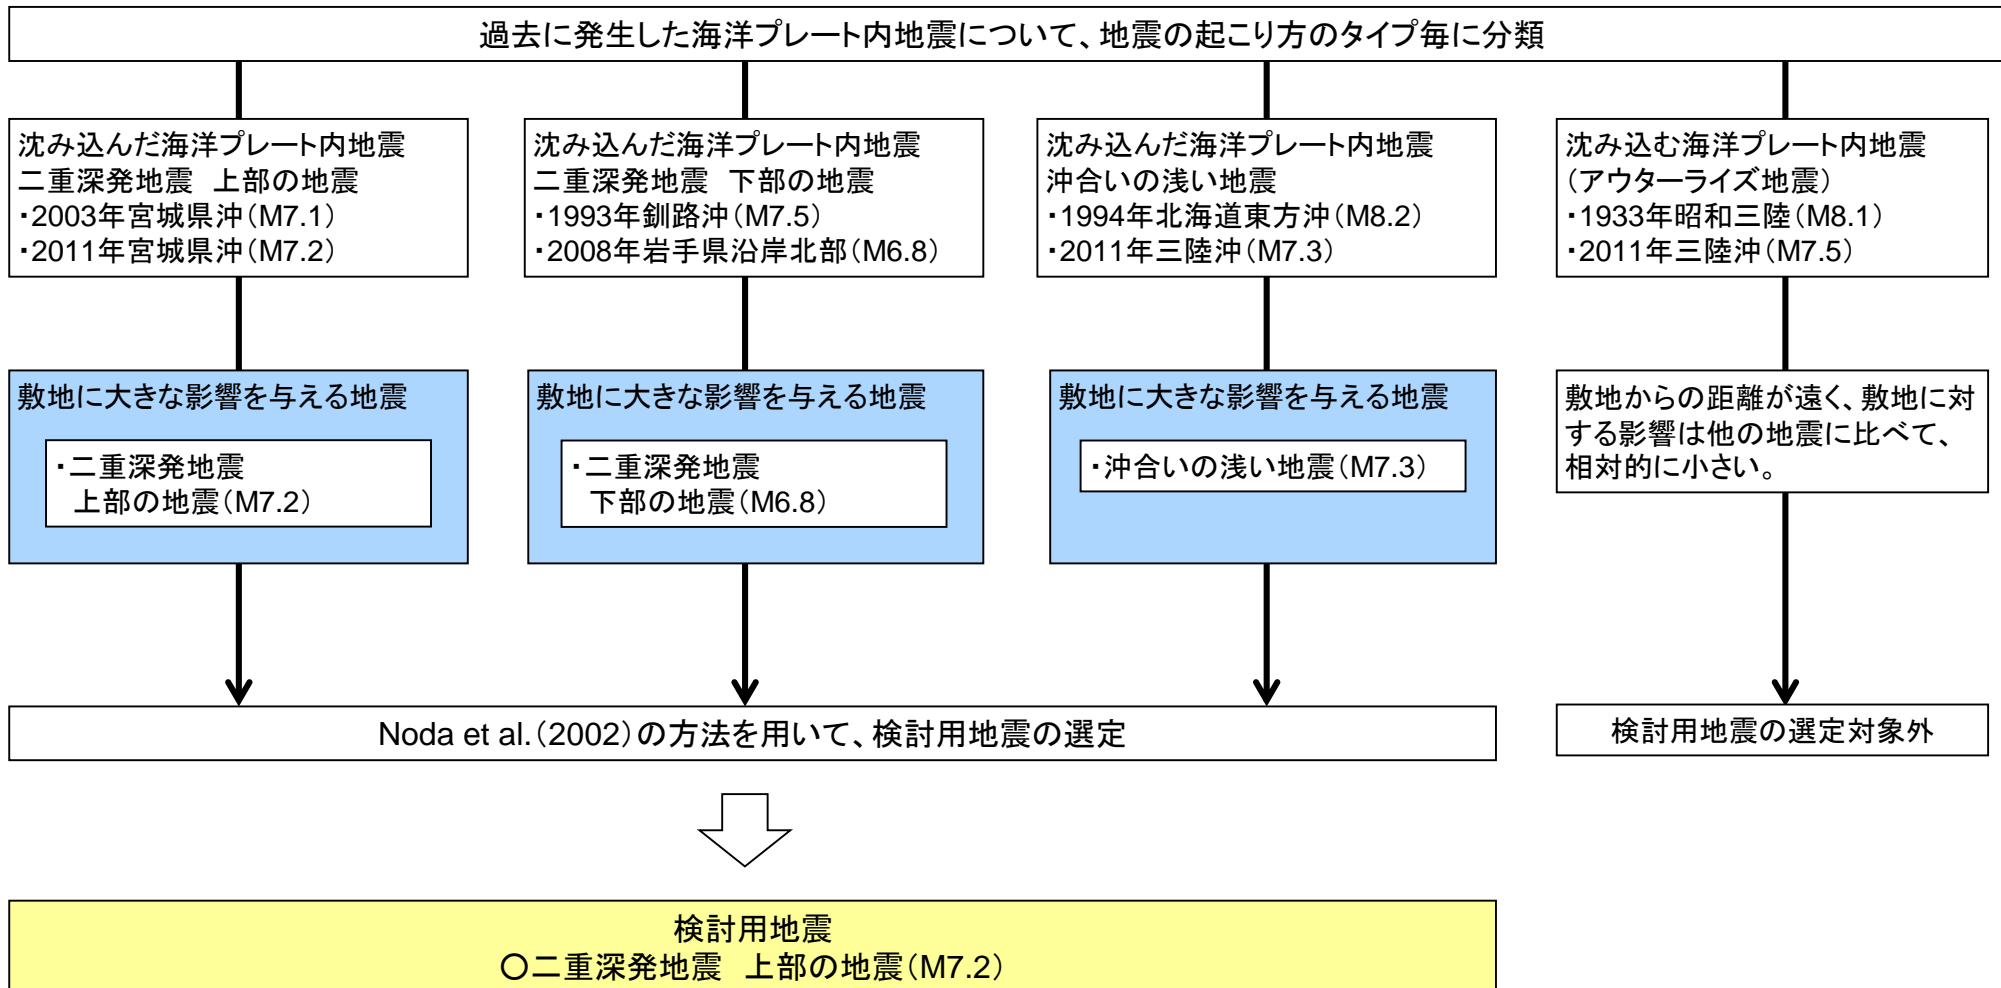 過去に発生した海洋プレート内地震について、地震の起こり方のタイプ毎に分類
沈み込んだ海洋プレート内地震
二重深発地震　上部の地震
・2003年宮城県沖（M7.1）
・2011年宮城県沖（M7.2）
沈み込んだ海洋プレート内地震
二重深発地震　下部の地震
・1993年釧路沖（M7.5）
・2008年岩手県沿岸北部（M6.8）
沈み込んだ海洋プレート内地震
沖合いの浅い地震
・1994年北海道東方沖（M8.2）
・2011年三陸沖（M7.3）
沈み込む海洋プレート内地震
（アウターライズ地震）
・1933年昭和三陸（M8.1）
・2011年三陸沖（M7.5）
敷地に大きな影響を与える地震
・二重深発地震
上部の地震（M7.2）
敷地に大きな影響を与える地震
・二重深発地震
下部の地震（M6.8）
敷地に大きな影響を与える地震
・沖合いの浅い地震（M7.3）
敷地からの距離が遠く、敷地に対
する影響は他の地震に比べて、
相対的に小さい。
Noda et al.（2002）の方法を用いて、検討用地震の選定
検討用地震の選定対象外
検討用地震
〇二重深発地震　上部の地震（M7.2）